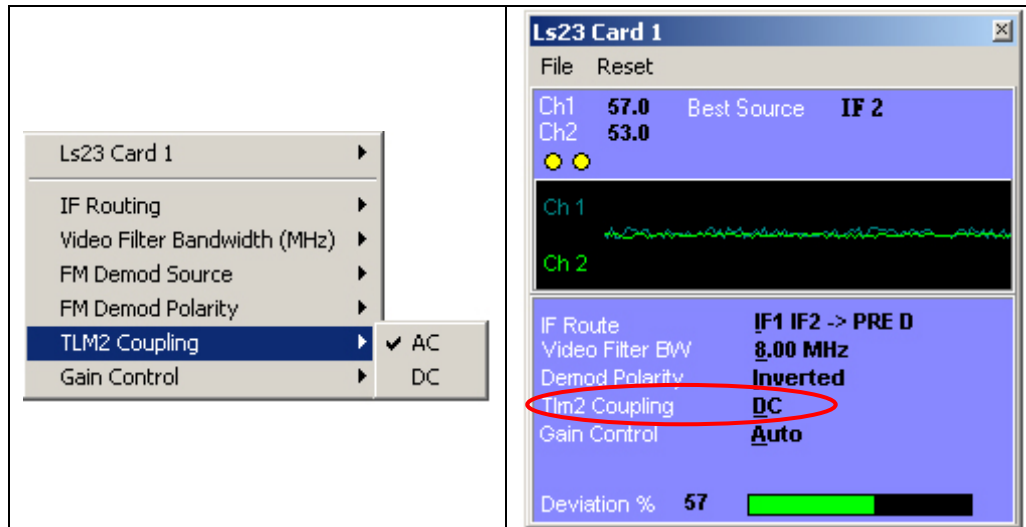 Ls23 Card 1
IF Routing
Video Filter Bandwidth (MHz)
FM Demod Source
FM Demod Polarity
TLM2 Coupling
AC
Gain Control
DC
Ls23 Card 1
File Reset
Ch1 57.0 Best Source IF 2
Ch2 53.0
Ch 1
Ch 2
IF Route IF1 IF2 -> PRE D
Video Filter BW 8.00 MHz
Demod Polarity Inverted
Tlm2 Coupling DC
Gain Control Auto
Deviation % 57